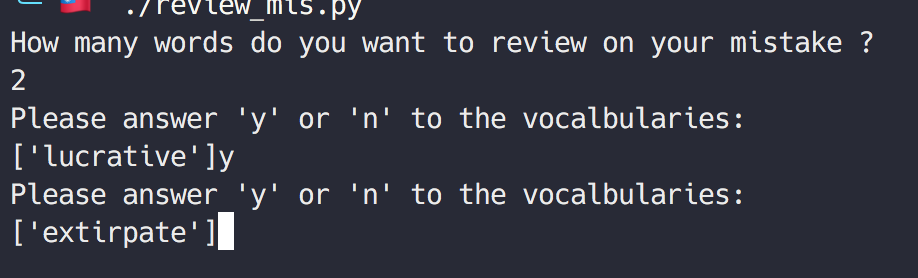 ./review_mis.py
How many words do you want to review on your mistake ?
2
Please answer 'y' or 'n' to the vocalbularies:
['lucrative']y
Please answer 'y' or 'n' to the vocalbularies:
['extirpate']